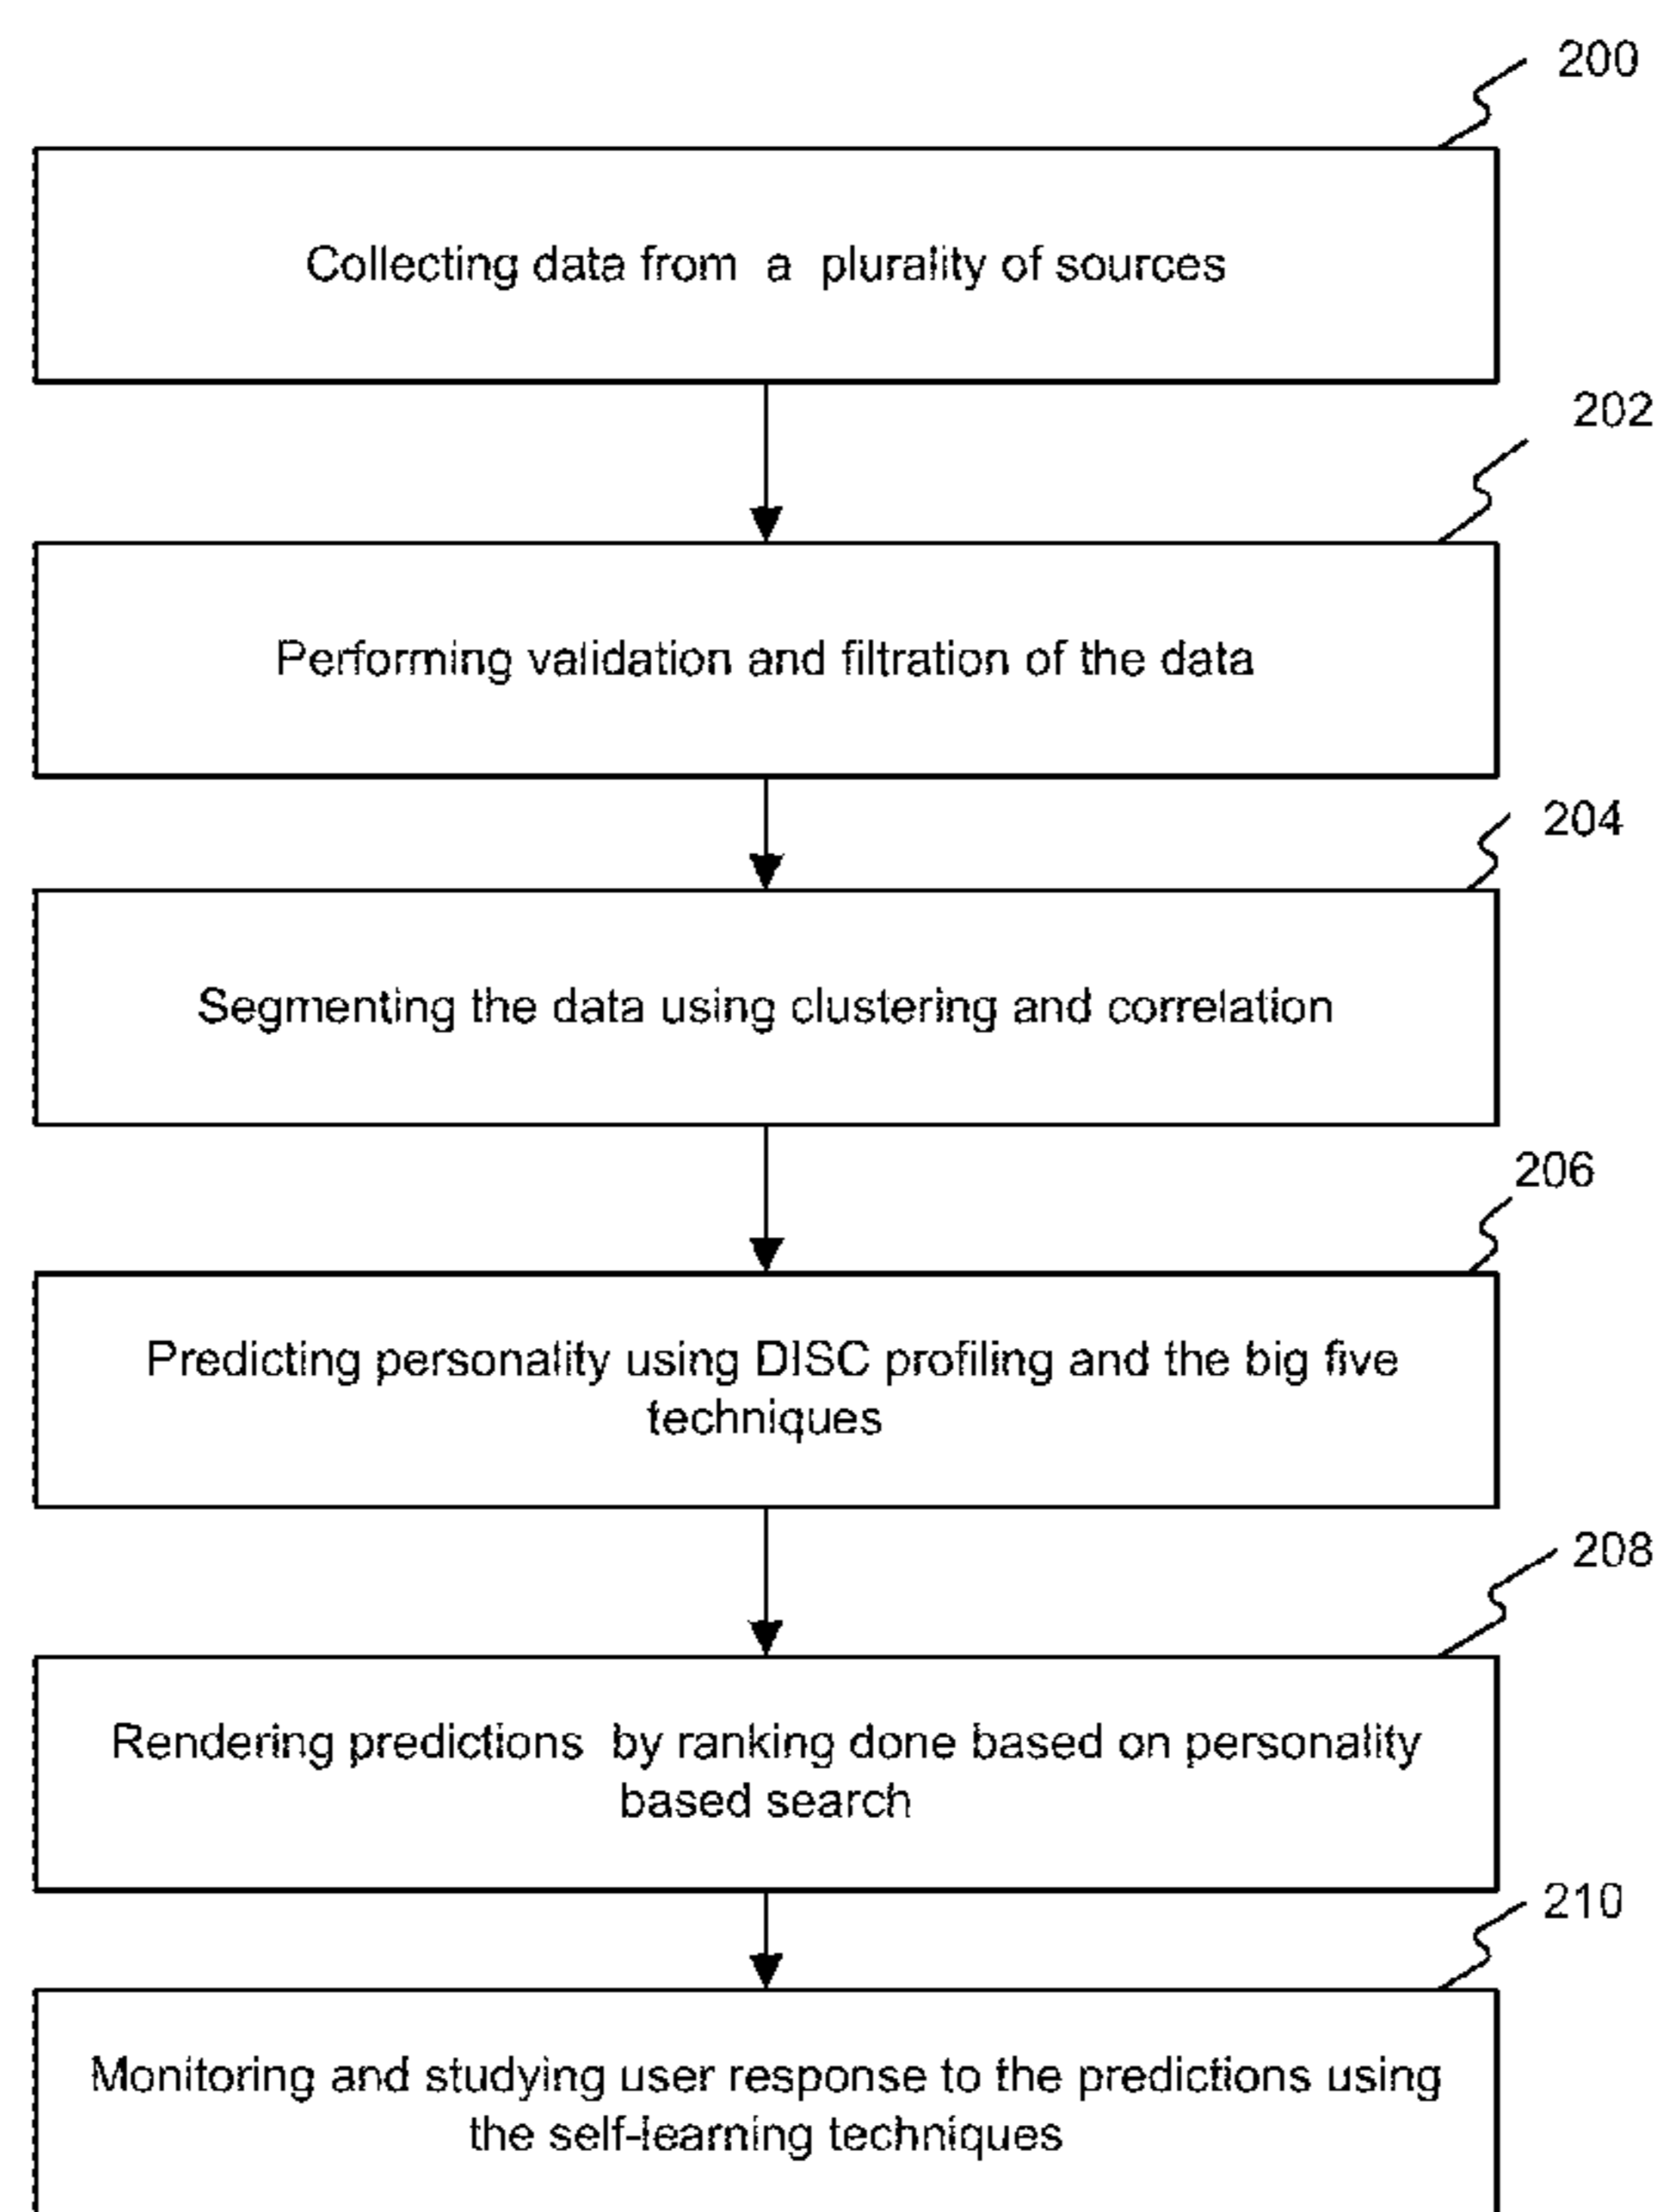 200
Collecting data from a plurality of sources
202
Performing validation and filtration of the data
204
Segmenting the data using clustering and correlation
206
Predicting personality using DISC profiling and the big five
techniques
208
Rendering predictions by ranking done based on personality
based search
210
Monitoring and studying user response to the predictions using
the self-learning techniques